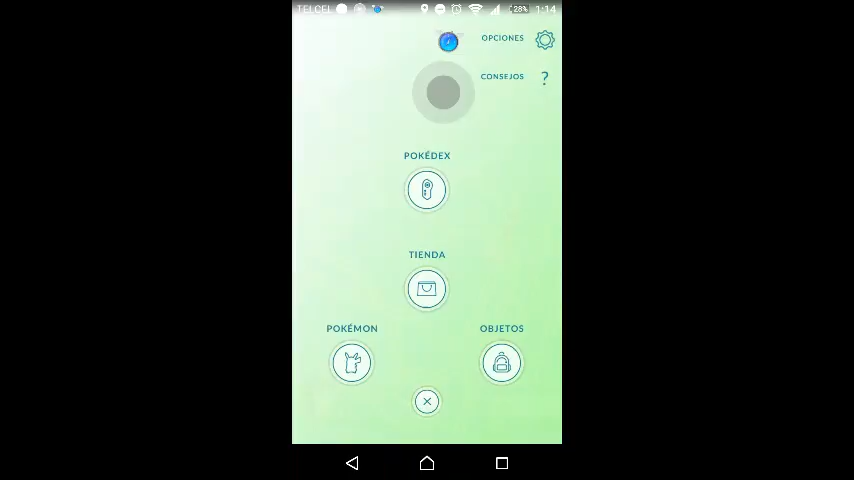 TELCEL 28% 1:14
OPCIONES
CONSEJOS ?
POKÉDEX
TIENDA
POKÉMON OBJETOS